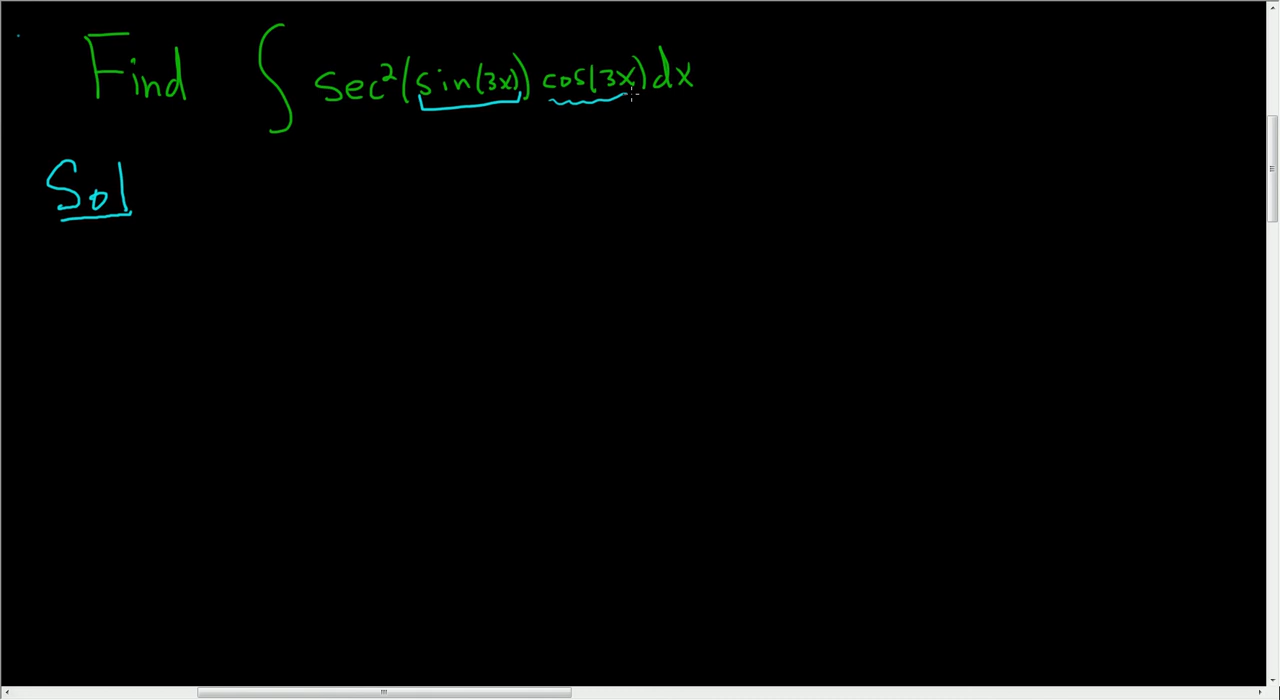 Find ∫ sec²(sin(3x)) cos(3x) dx
Sol